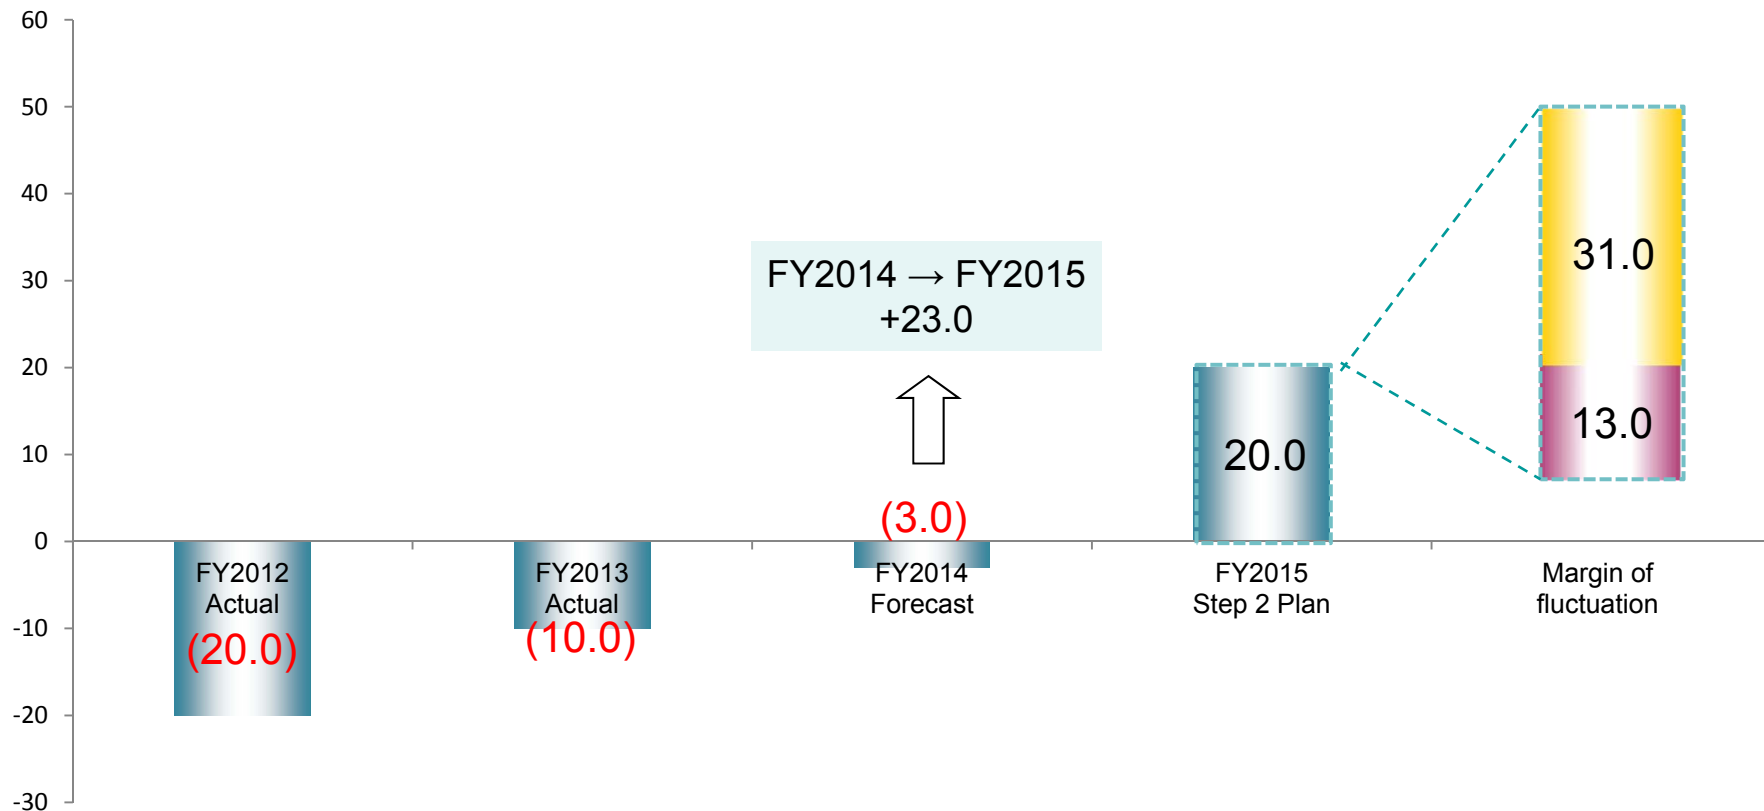 60
50
40
30
20
10
0
-10
-20
-30
FY2014 → FY2015
+23.0
31.0
13.0
20.0
(3.0)
FY2012
Actual
(20.0)
FY2013
Actual
(10.0)
FY2014
Forecast
FY2015
Step 2 Plan
Margin of
fluctuation